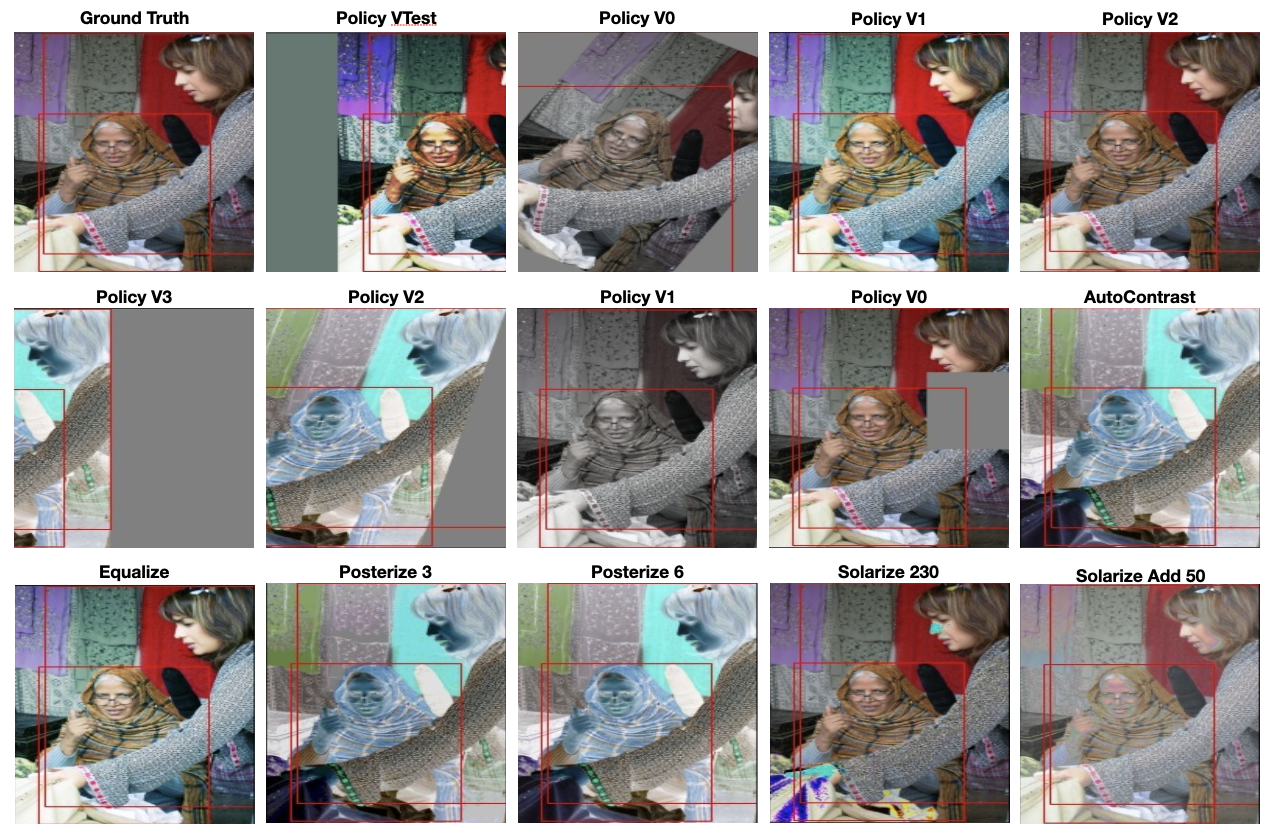 Ground Truth
Policy VTest
Policy V0
Policy V1
Policy V2
Policy V3
Policy V2
Policy V1
Policy V0
AutoContrast
Equalize
Posterize 3
Posterize 6
Solarize 230
Solarize Add 50